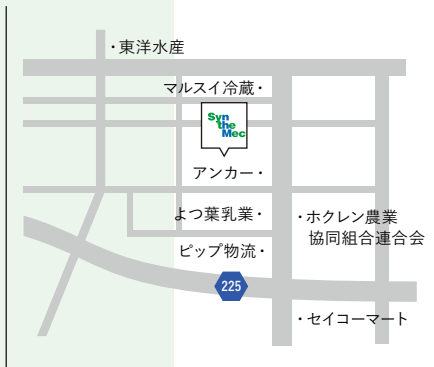 ・東洋水産
マルスイ冷蔵・
Syn
the
Mec
アンカー・
よつ葉乳業・
・ホクレン農業
協同組合連合会
ピップ物流・
225
・セイコーマート